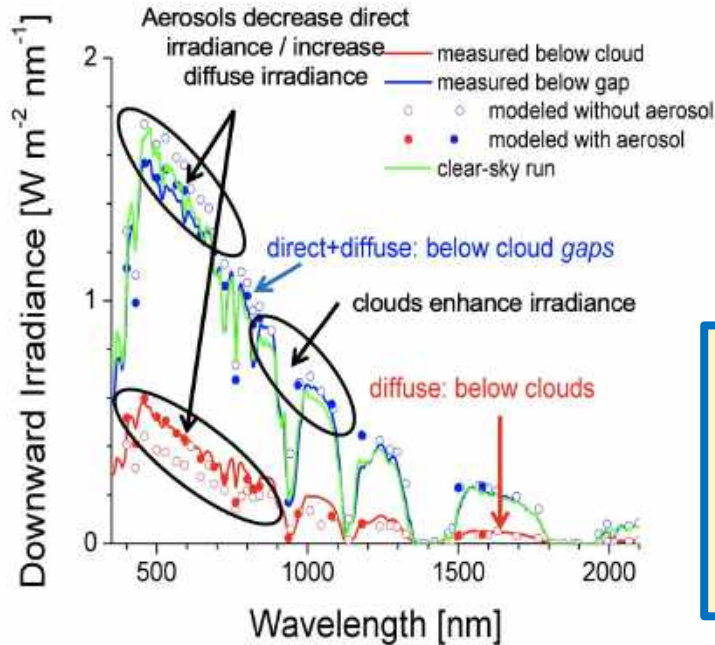 Aerosols decrease direct
irradiance / increase
diffuse irradiance
measured below cloud
measured below gap
modeled without aerosol
modeled with aerosol
clear-sky run
direct+diffuse: below cloud gaps
clouds enhance irradiance
diffuse: below clouds
Downward Irradiance [W m⁻² nm⁻¹]
2
1
0
500
1000
1500
2000
Wavelength [nm]